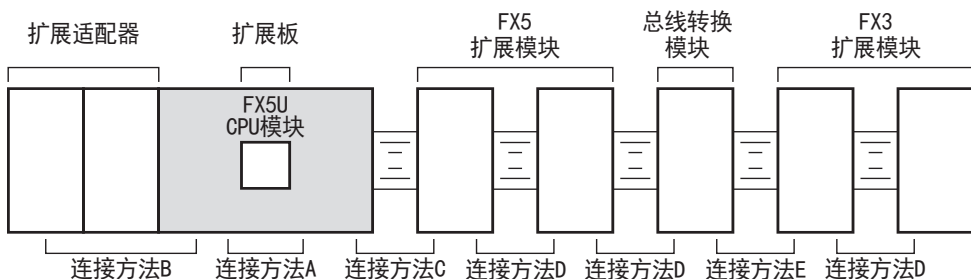 扩展适配器
扩展板
FX5
扩展模块
总线转换
模块
FX3
扩展模块
FX5U
CPU模块
连接方法B
连接方法A
连接方法C
连接方法D
连接方法D
连接方法E
连接方法D